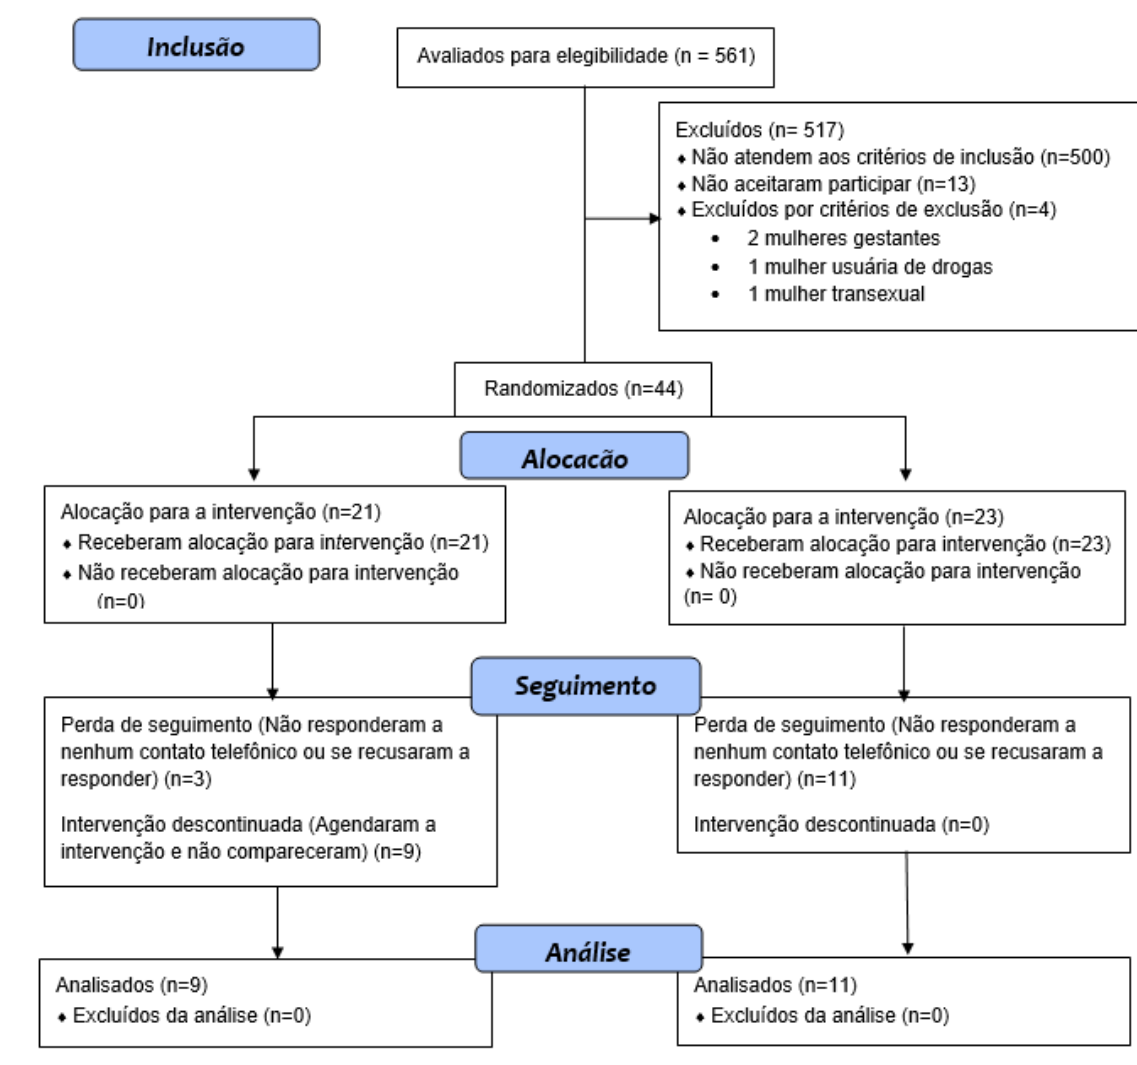 Inclusão
Avaliados para elegibilidade (n = 561)
Excluídos (n= 517)
⬧ Não atendem aos critérios de inclusão (n=500)
⬧ Não aceitaram participar (n=13)
⬧ Excluídos por critérios de exclusão (n=4)
• 2 mulheres gestantes
• 1 mulher usuária de drogas
• 1 mulher transexual
Randomizados (n=44)
Alocacão
Alocação para a intervenção (n=21)
⬧ Receberam alocação para intervenção (n=21)
⬧ Não receberam alocação para intervenção
(n=0)
Alocação para a intervenção (n=23)
⬧ Receberam alocação para intervenção (n=23)
⬧ Não receberam alocação para intervenção
(n= 0)
Seguimento
Perda de seguimento (Não responderam a
nenhum contato telefônico ou se recusaram a
responder) (n=3)
Intervenção descontinuada (Agendaram a
intervenção e não compareceram) (n=9)
Perda de seguimento (Não responderam a
nenhum contato telefônico ou se recusaram a
responder) (n=11)
Intervenção descontinuada (n=0)
Análise
Analisados (n=9)
⬧ Excluídos da análise (n=0)
Analisados (n=11)
⬧ Excluídos da análise (n=0)